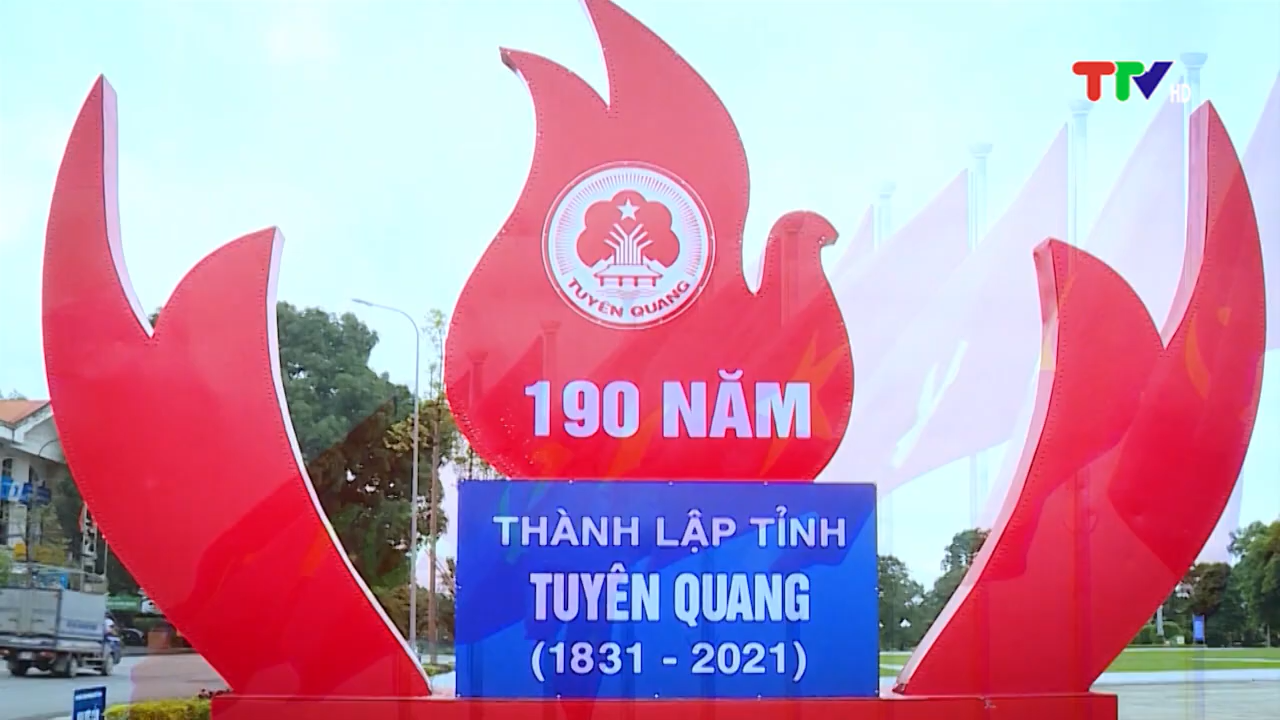 TTV HD
TUYÊN QUANG
190 NĂM
THÀNH LẬP TỈNH
TUYÊN QUANG
(1831 - 2021)